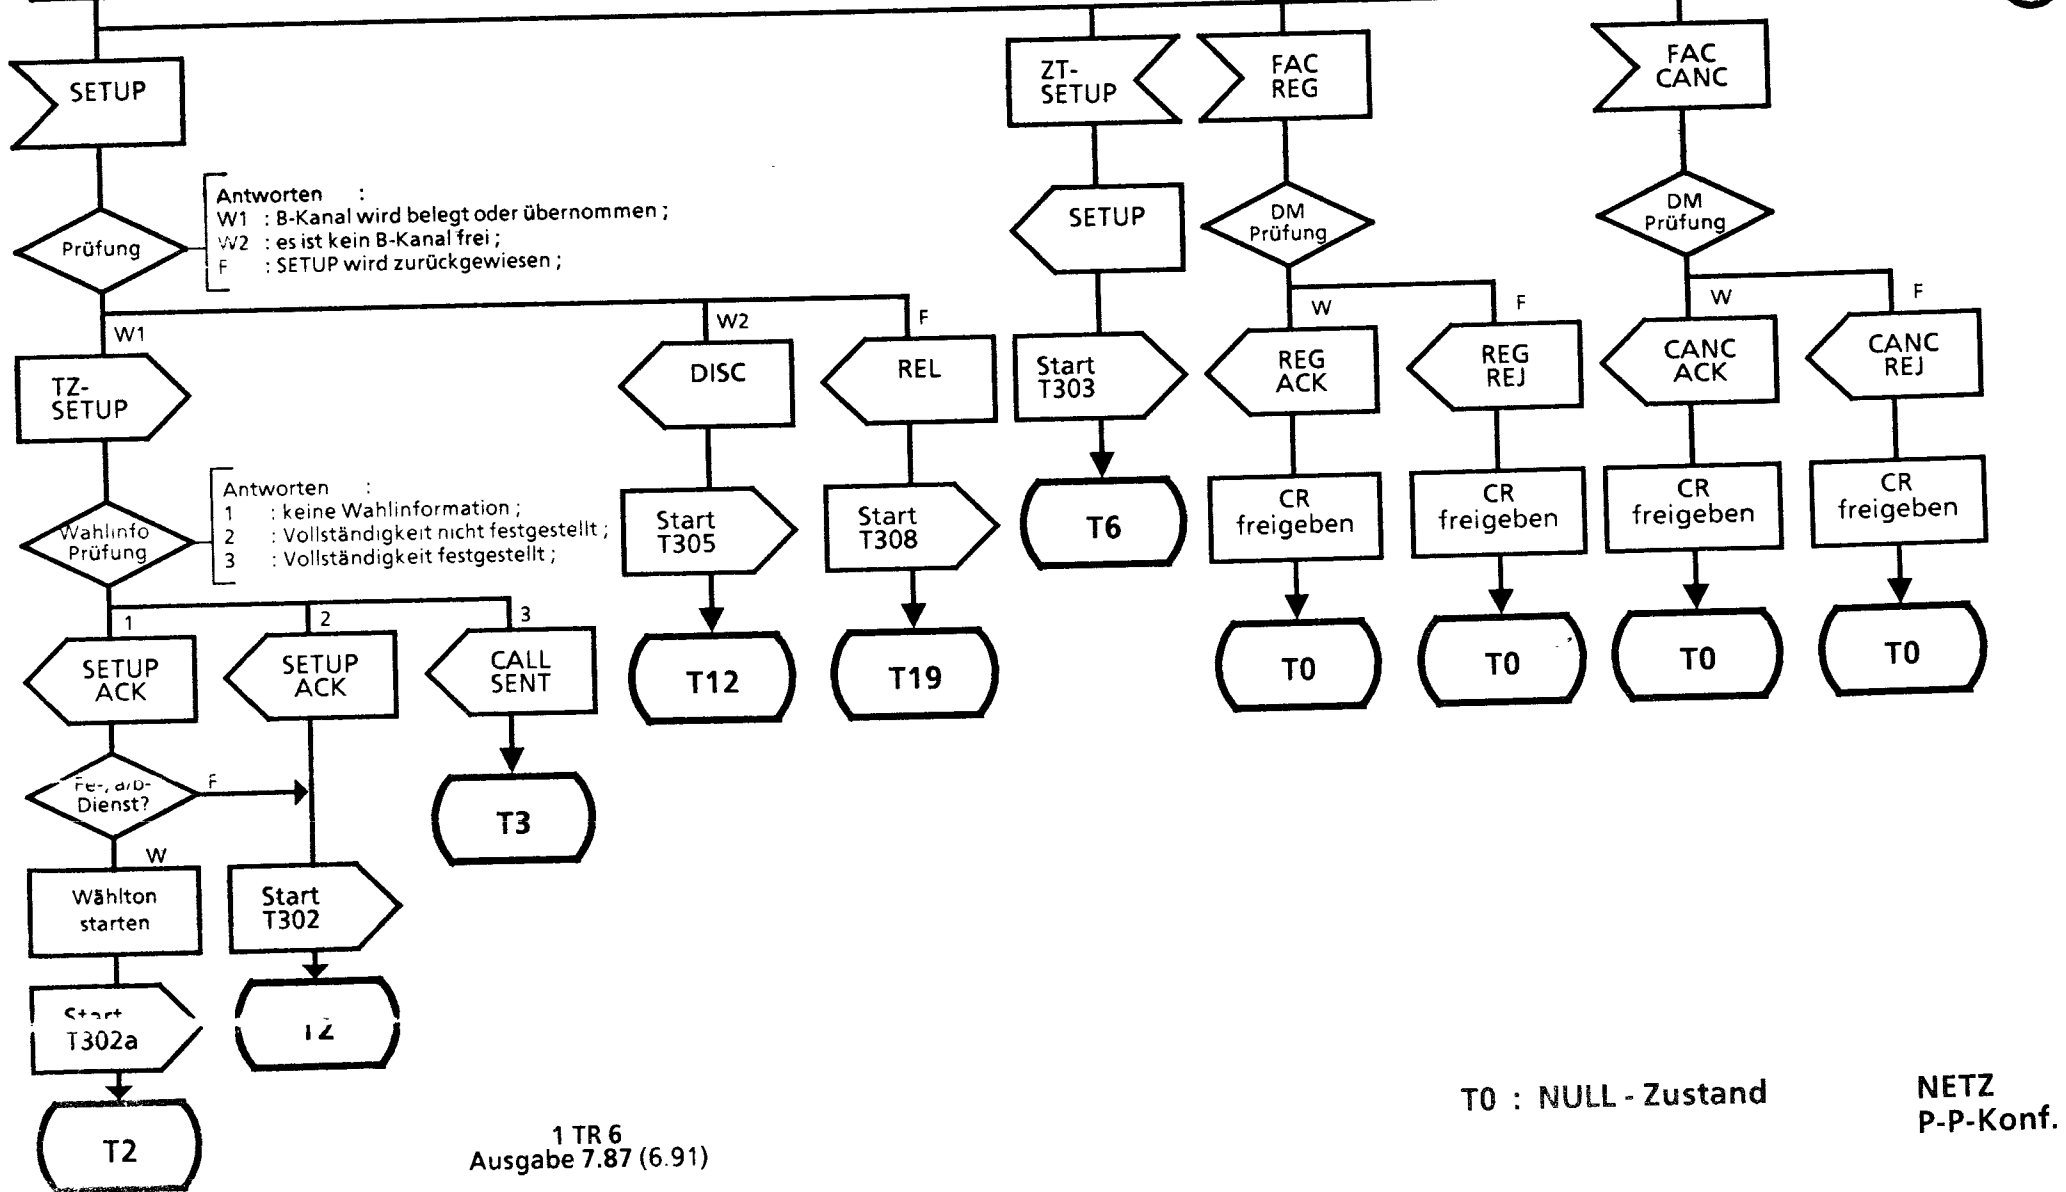 SETUP
Prüfung
Antworten :
W1 : B-Kanal wird belegt oder übernommen ;
W2 : es ist kein B-Kanal frei ;
F : SETUP wird zurückgewiesen ;
W1
W2
F
TZ-
SETUP
DISC
REL
Wahlinfo
Prüfung
Antworten :
1 : keine Wahlinformation ;
2 : Vollständigkeit nicht festgestellt ;
3 : Vollständigkeit festgestellt ;
Start
T305
Start
T308
T12
T19
1
2
3
SETUP
ACK
SETUP
ACK
CALL
SENT
Fe-, a/b-
Dienst?
F
W
T3
Wählton
starten
Start
T302
Start
T302a
T2
T2
ZT-
SETUP
SETUP
Start
T303
T6
FAC
REG
DM
Prüfung
W
F
REG
ACK
REG
REJ
CR
freigeben
CR
freigeben
T0
T0
FAC
CANC
DM
Prüfung
W
F
CANC
ACK
CANC
REJ
CR
freigeben
CR
freigeben
T0
T0
1 TR 6
Ausgabe 7.87 (6.91)
T0 : NULL - Zustand
NETZ
P-P-Konf.